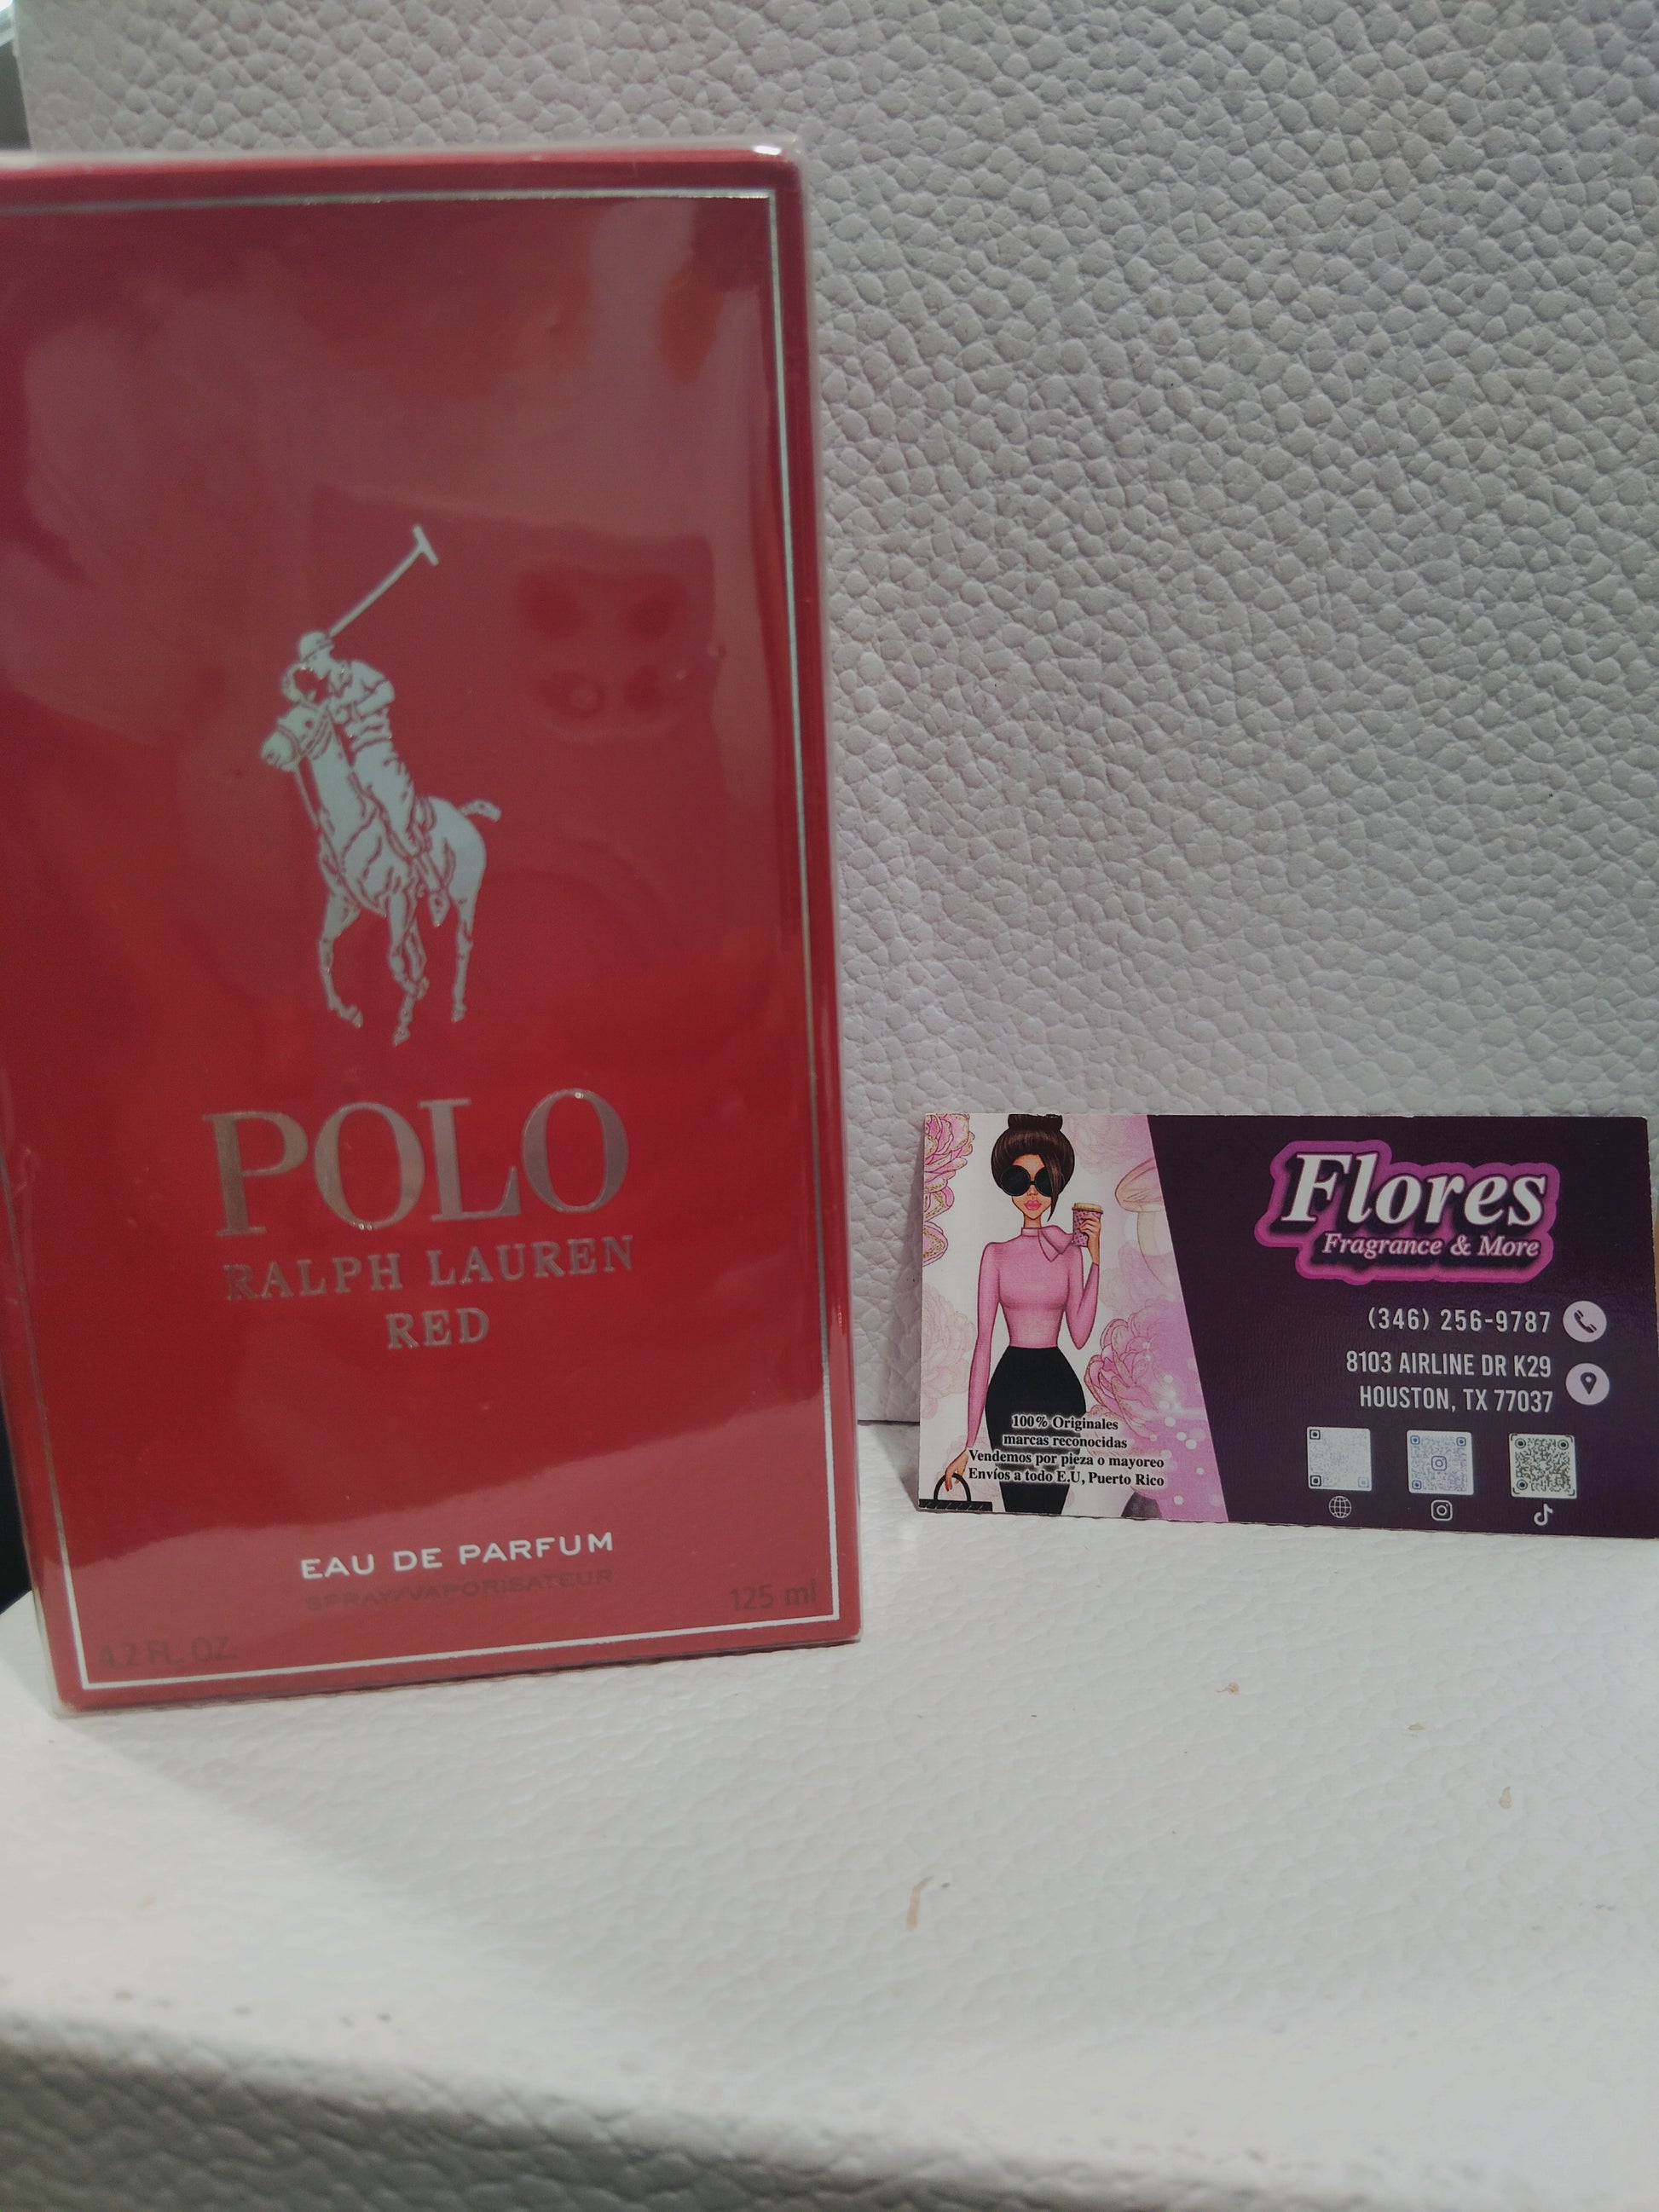 POLO
RALPH LAUREN
RED
EAU DE PARFUM
SPRAY/VAPORISATEUR
125 ml
4.2 FL. OZ.
Flores
Fragrance & More
(346) 256-9787
8103 AIRLINE DR K29
HOUSTON, TX 77037
100% Originales
marcas reconocidas
Vendemos por pieza o mayoreo
Envíos a todo E.U, Puerto Rico